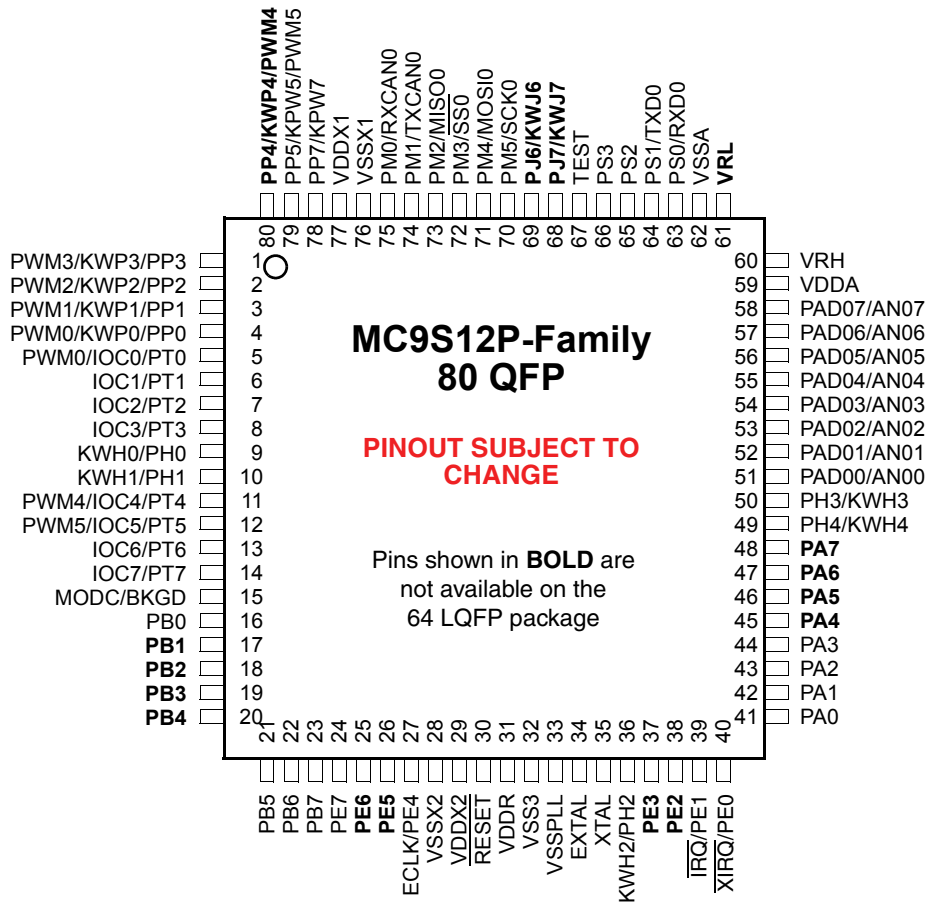 PP4/KWP4/PWM4
PP5/KPW5/PWM5
PP7/KPW7
VDDX1
VSSX1
PM0/RXCAN0
PM1/TXCAN0
PM2/MISO0
PM3/SS0
PM4/MOSI0
PM5/SCK0
PJ6/KWJ6
PJ7/KWJ7
TEST
PS3
PS2
PS1/TXD0
PS0/RXD0
VSSA
VRL
80 79 78 77 76 75 74 73 72 71 70 69 68 67 66 65 64 63 62 61
PWM3/KWP3/PP3 1
PWM2/KWP2/PP2 2
PWM1/KWP1/PP1 3
PWM0/KWP0/PP0 4
PWM0/IOC0/PT0 5
IOC1/PT1 6
IOC2/PT2 7
IOC3/PT3 8
KWH0/PH0 9
KWH1/PH1 10
PWM4/IOC4/PT4 11
PWM5/IOC5/PT5 12
IOC6/PT6 13
IOC7/PT7 14
MODC/BKGD 15
PB0 16
PB1 17
PB2 18
PB3 19
PB4 20
MC9S12P-Family
80 QFP
PINOUT SUBJECT TO
CHANGE
Pins shown in BOLD are
not available on the
64 LQFP package
60 VRH
59 VDDA
58 PAD07/AN07
57 PAD06/AN06
56 PAD05/AN05
55 PAD04/AN04
54 PAD03/AN03
53 PAD02/AN02
52 PAD01/AN01
51 PAD00/AN00
50 PH3/KWH3
49 PH4/KWH4
48 PA7
47 PA6
46 PA5
45 PA4
44 PA3
43 PA2
42 PA1
41 PA0
21 22 23 24 25 26 27 28 29 30 31 32 33 34 35 36 37 38 39 40
PB5
PB6
PB7
PE7
PE6
PE5
ECLK/PE4
VSSX2
VDDX2
RESET
VDDR
VSS3
VSSPLL
EXTAL
XTAL
KWH2/PH2
PE3
PE2
IRQ/PE1
XIRQ/PE0